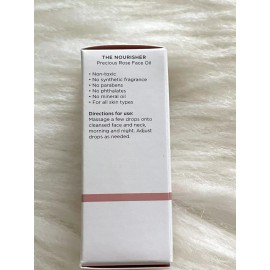 THE NOURISHER
Precious Rose Face Oil
• Non-toxic
• No synthetic fragrance
• No parabens
• No phthalates
• No mineral oil
• For all skin types
Directions for use:
Massage a few drops onto
cleansed face and neck,
morning and night. Adjust
drops as needed.